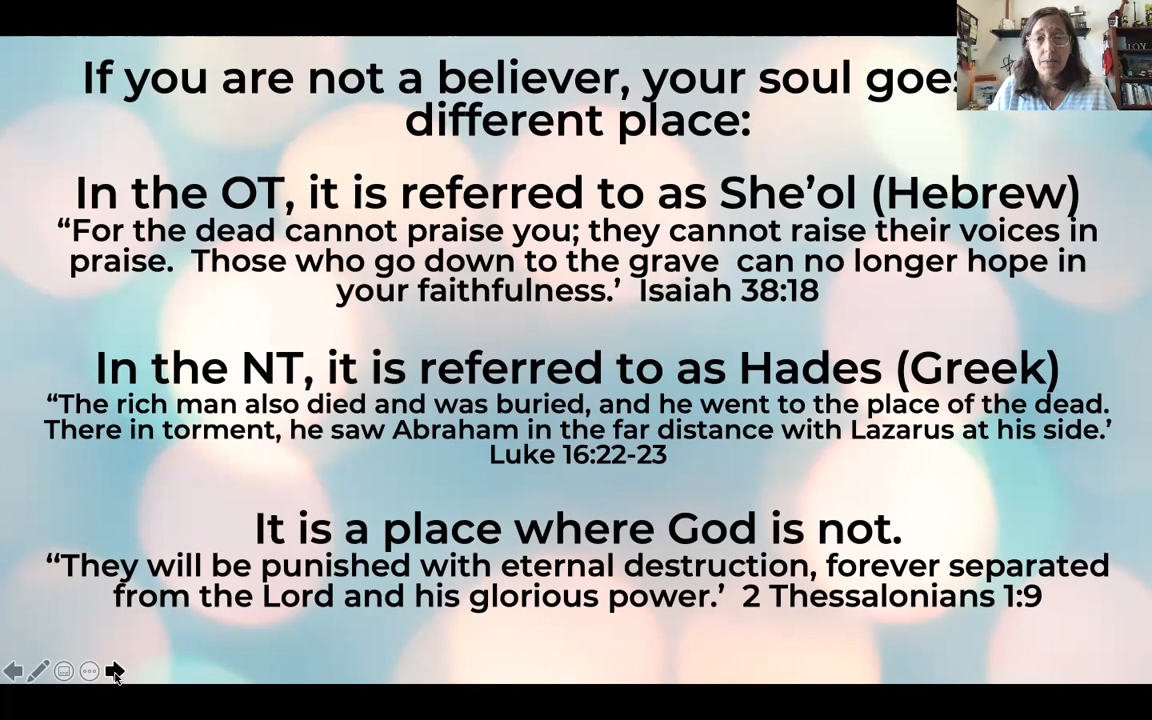 If you are not a believer, your soul goes
different place:
In the OT, it is referred to as She’ol (Hebrew)
“For the dead cannot praise you; they cannot raise their voices in
praise.  Those who go down to the grave  can no longer hope in
your faithfulness.’  Isaiah 38:18
In the NT, it is referred to as Hades (Greek)
“The rich man also died and was buried, and he went to the place of the dead.
There in torment, he saw Abraham in the far distance with Lazarus at his side.’
Luke 16:22-23
It is a place where God is not.
“They will be punished with eternal destruction, forever separated
from the Lord and his glorious power.’  2 Thessalonians 1:9